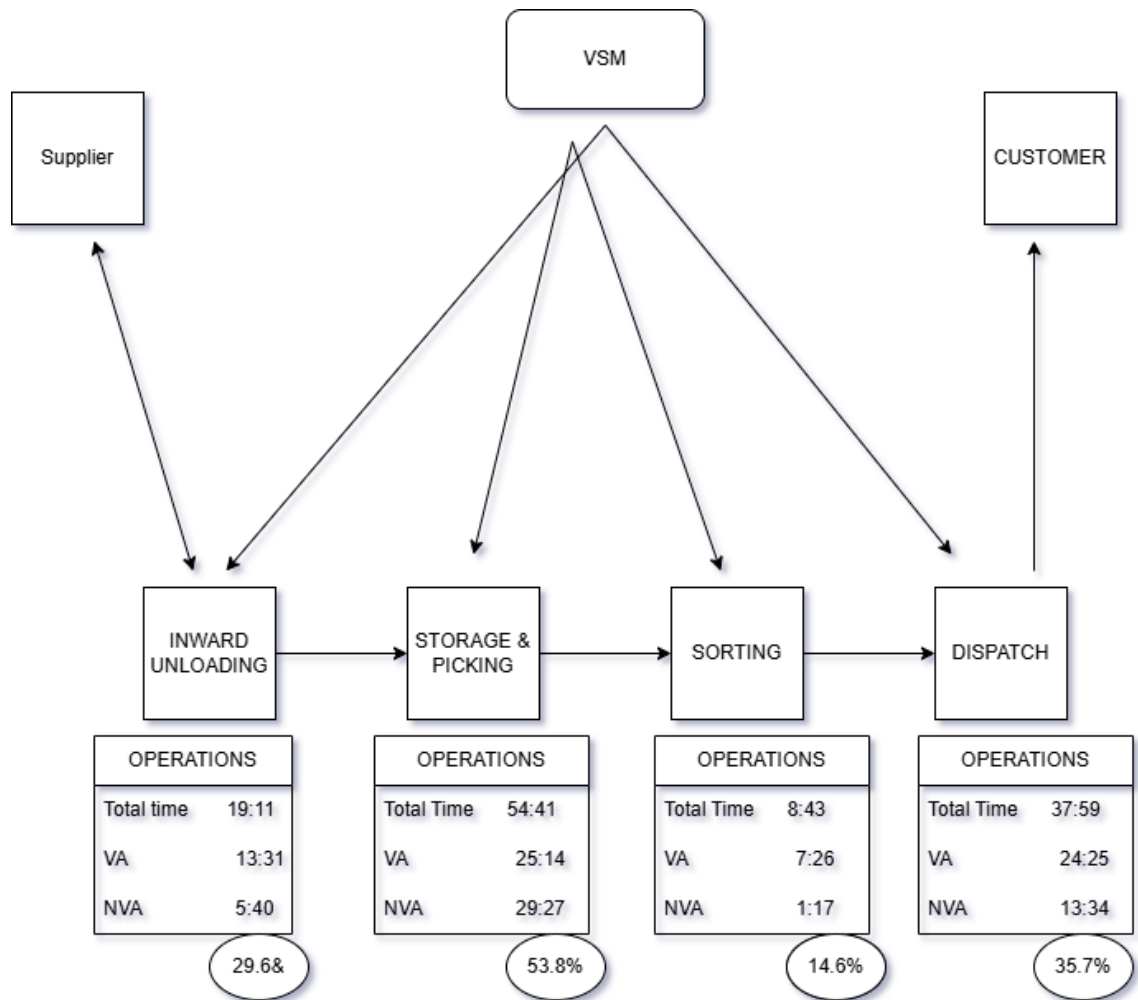 VSM
Supplier
CUSTOMER
INWARD
UNLOADING
STORAGE &
PICKING
SORTING
DISPATCH
OPERATIONS
Total time 19:11
VA 13:31
NVA 5:40
29.6&
OPERATIONS
Total Time 54:41
VA 25:14
NVA 29:27
53.8%
OPERATIONS
Total Time 8:43
VA 7:26
NVA 1:17
14.6%
OPERATIONS
Total Time 37:59
VA 24:25
NVA 13:34
35.7%